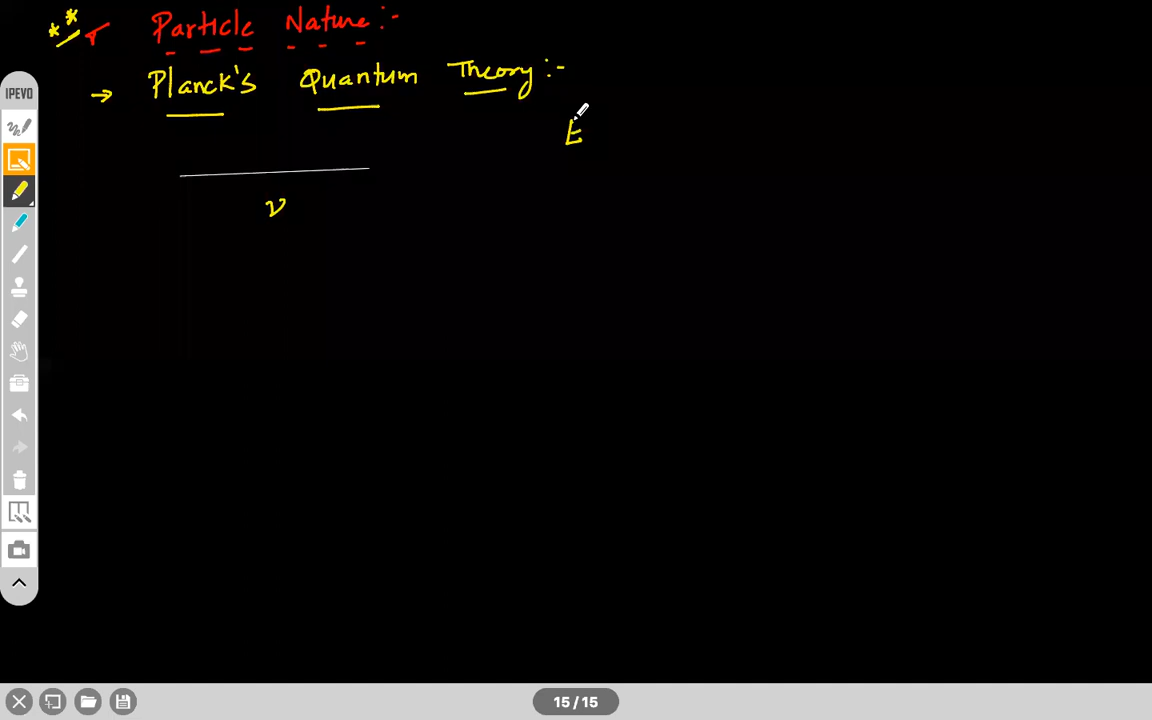 ** Particle Nature :-
→ Planck's Quantum Theory :-
E
ν
IPEVO
15 / 15